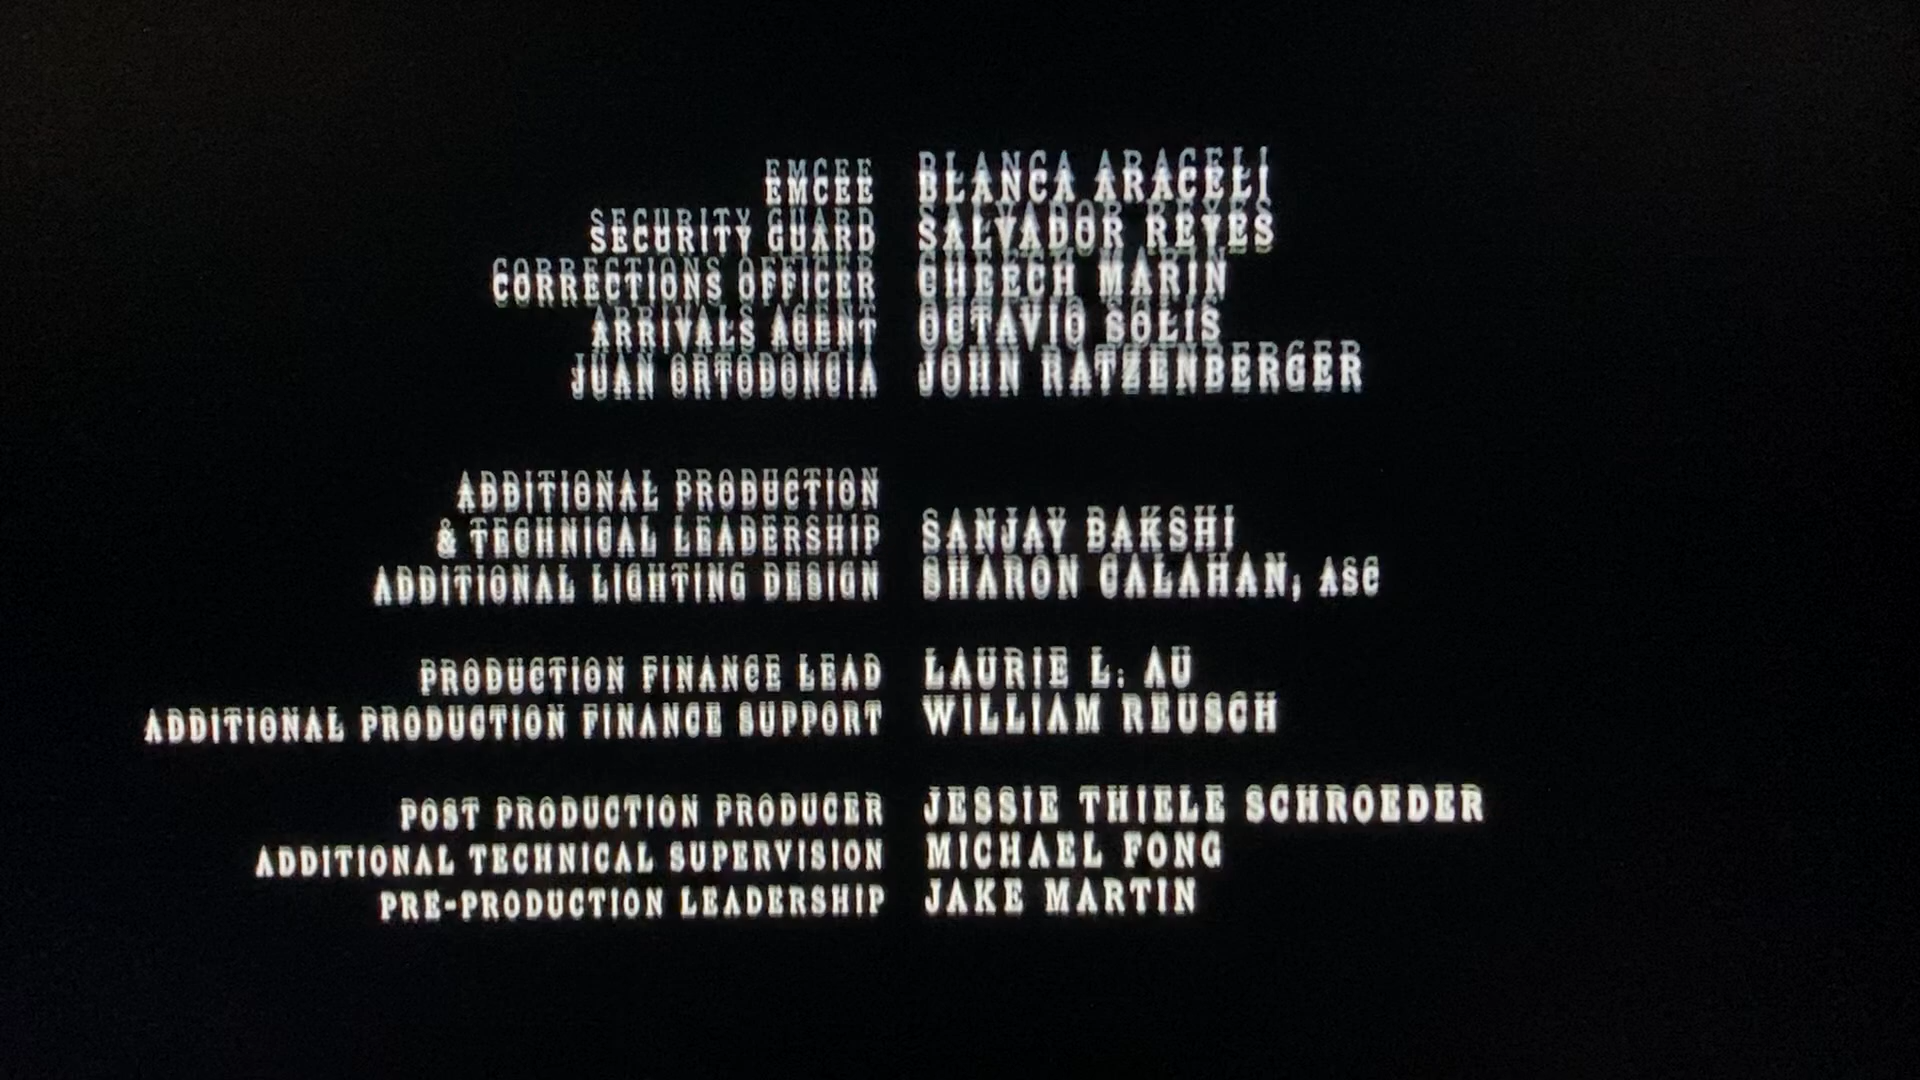 EMCEE BLANCA ARACELI
SECURITY GUARD SALVADOR REYES
CORRECTIONS OFFICER CHEECH MARIN
ARRIVALS AGENT OCTAVIO SOLIS
JUAN ORTODONCIA JOHN RATZENBERGER
ADDITIONAL PRODUCTION
& TECHNICAL LEADERSHIP SANJAY BAKSHI
ADDITIONAL LIGHTING DESIGN SHARON CALAHAN, ASC
PRODUCTION FINANCE LEAD LAURIE L. AU
ADDITIONAL PRODUCTION FINANCE SUPPORT WILLIAM REUSCH
POST PRODUCTION PRODUCER JESSIE THIELE SCHROEDER
ADDITIONAL TECHNICAL SUPERVISION MICHAEL FONG
PRE-PRODUCTION LEADERSHIP JAKE MARTIN